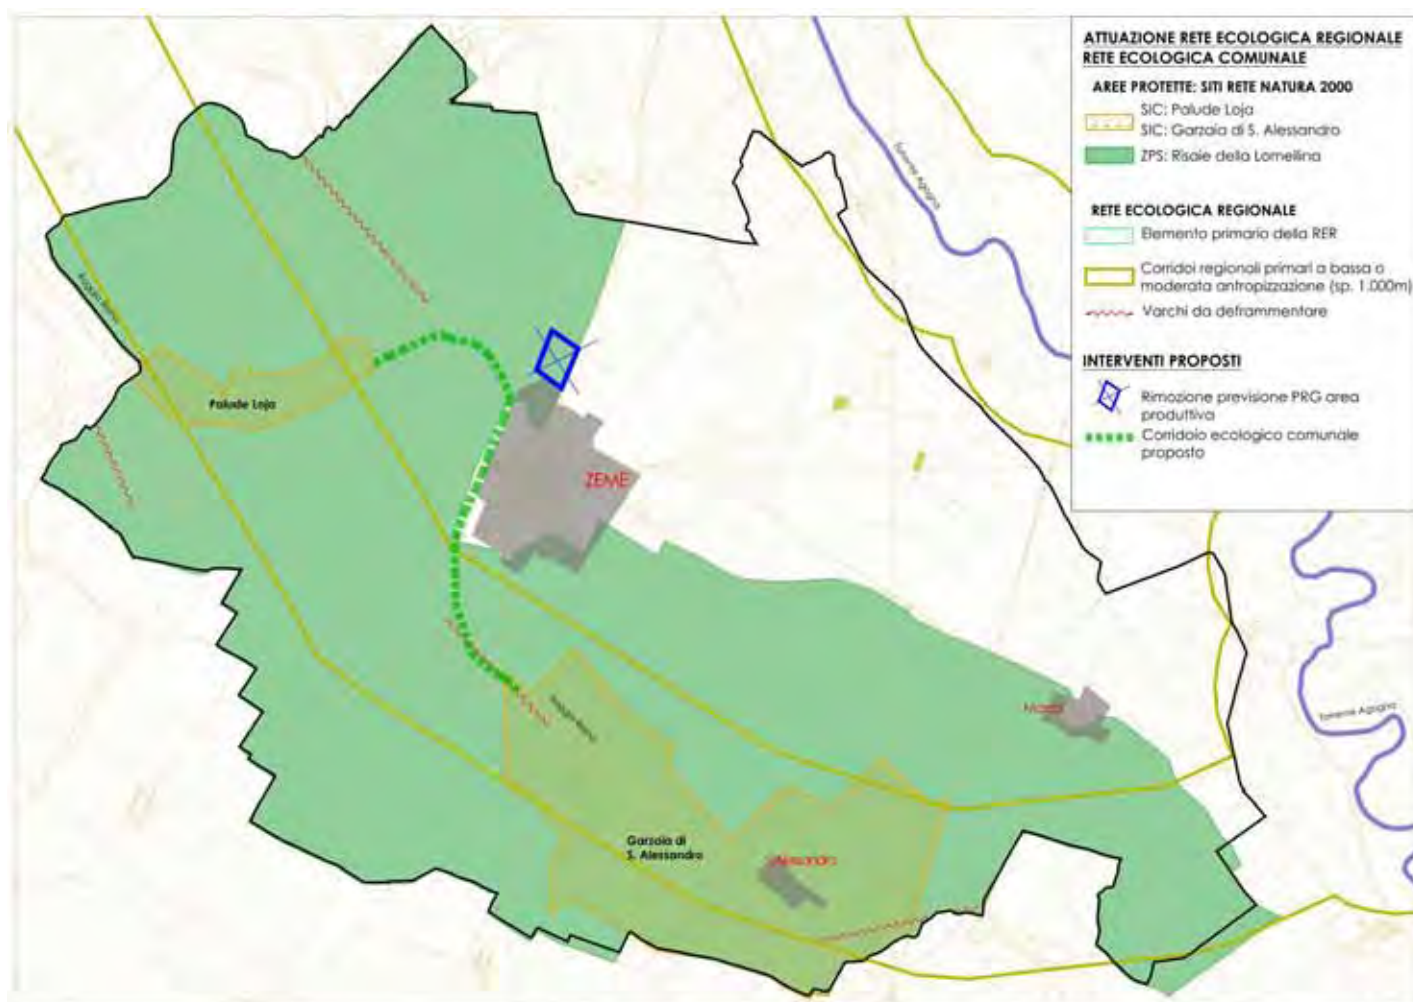 ATTUAZIONE RETE ECOLOGICA REGIONALE
RETE ECOLOGICA COMUNALE
AREE PROTETTE: SITI RETE NATURA 2000
SIC: Palude Loja
SIC: Garzaia di S. Alessandro
ZPS: Risaie della Lomellina
RETE ECOLOGICA REGIONALE
Elemento primario della RER
Corridoi regionali primari a bassa o
moderata antropizzazione (sp. 1.000m)
Varchi da deframmentare
INTERVENTI PROPOSTI
Rimozione previsione PRG area
produttiva
Corridoio ecologico comunale
proposto
Torrente Agogna
Palude Loja
ZEME
Torrente Agogna
Garzaia di
S. Alessandro
Alessandro